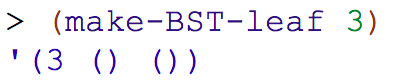 > (make-BST-leaf 3)
'(3 () ())